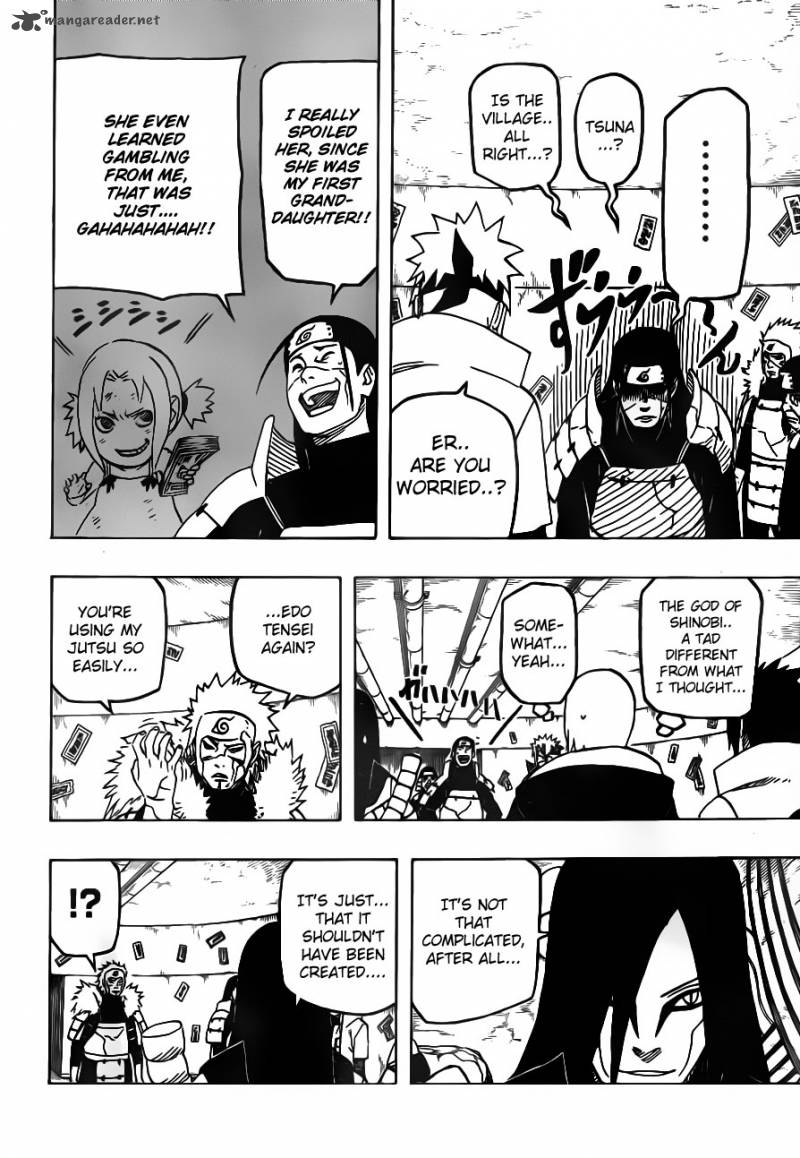 mangareader.net
.........
TSUNA
...?
IS THE
VILLAGE..
ALL
RIGHT...?
ER..
ARE YOU
WORRIED..?
I REALLY
SPOILED
HER, SINCE
SHE WAS
MY FIRST
GRAND-
DAUGHTER!!
SHE EVEN
LEARNED
GAMBLING
FROM ME,
THAT WAS
JUST....
GAHAHAHAHAH!!
THE GOD OF
SHINOBI..
A TAD
DIFFERENT
FROM WHAT
I THOUGHT...
SOME-
WHAT...
YEAH...
...EDO
TENSEI
AGAIN?
YOU'RE
USING MY
JUTSU SO
EASILY...
IT'S NOT
THAT
COMPLICATED,
AFTER ALL...
IT'S JUST...
THAT IT
SHOULDN'T
HAVE BEEN
CREATED....
!?